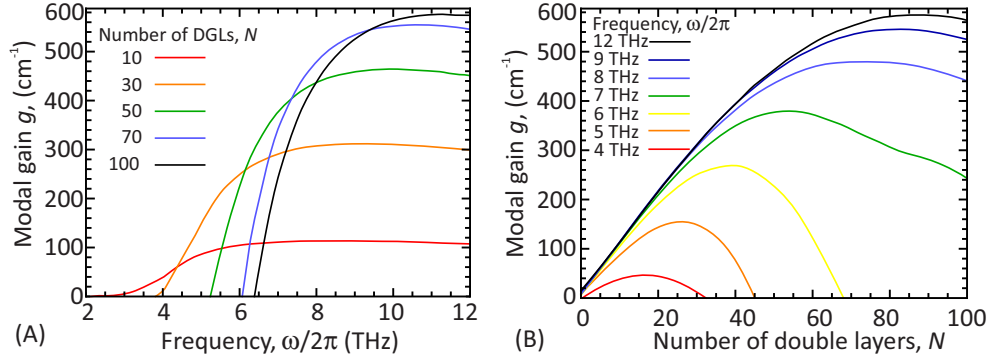 Number of DGLs, N
10
30
50
70
100
Modal gain g, (cm⁻¹)
600
500
400
300
200
100
0
2
4
6
8
10
12
Frequency, ω/2π (THz)
(A)
Frequency, ω/2π
12 THz
9 THz
8 THz
7 THz
6 THz
5 THz
4 THz
Modal gain g, (cm⁻¹)
600
500
400
300
200
100
0
0
20
40
60
80
100
Number of double layers, N
(B)